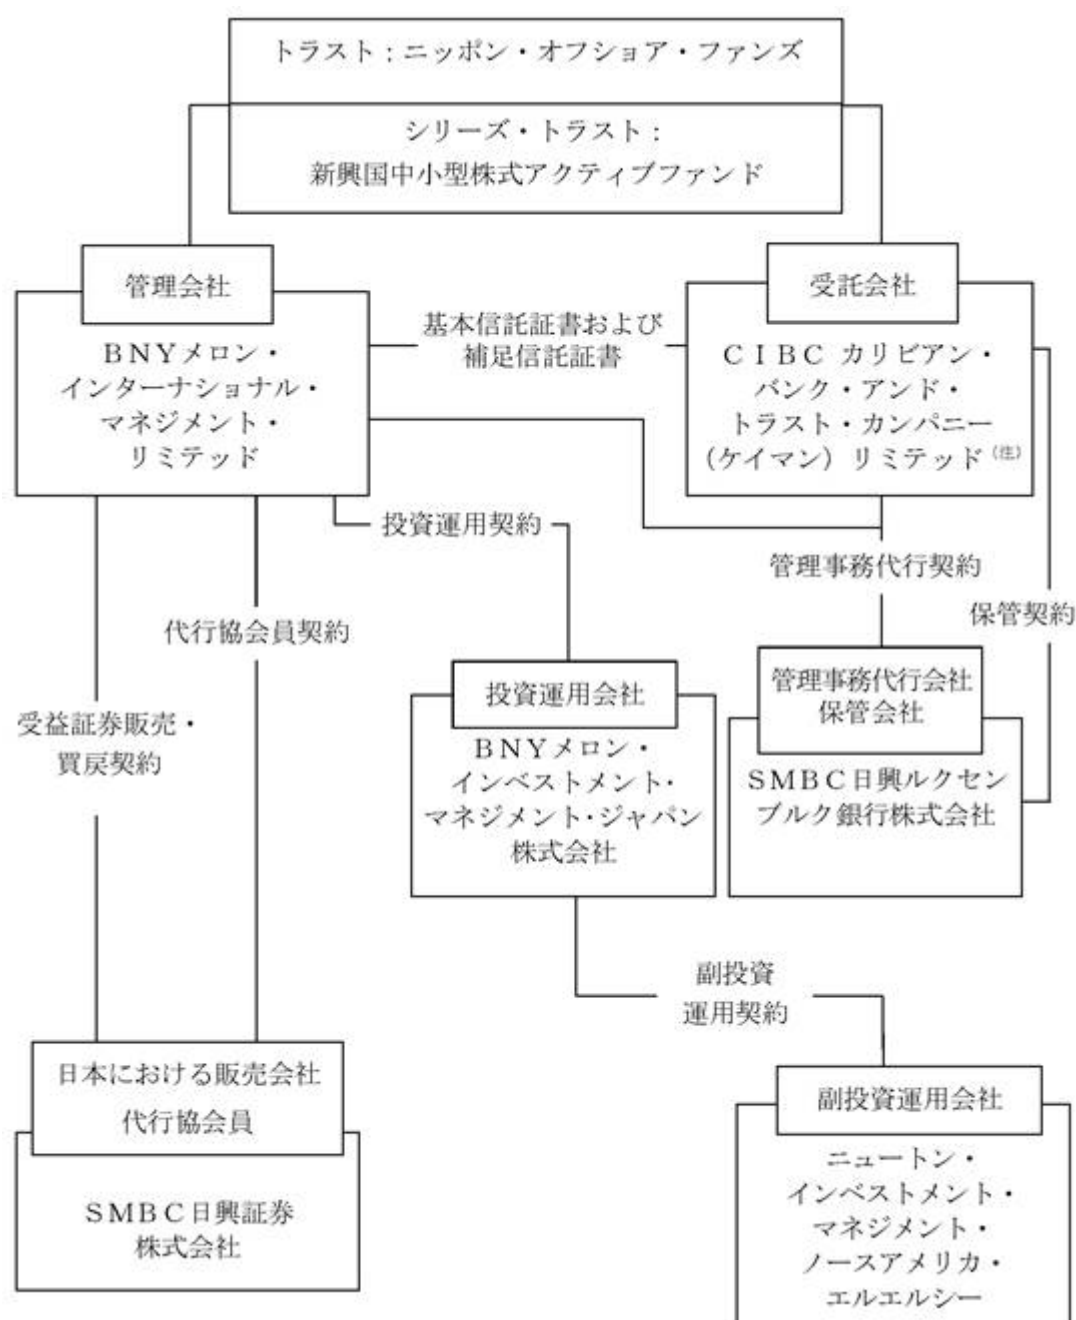 トラスト：ニッポン・オフショア・ファンズ
シリーズ・トラスト：
新興国中小型株式アクティブファンド
管理会社
ＢＮＹメロン・
インターナショナル・
マネジメント・
リミテッド
基本信託証書および
補足信託証書
受託会社
ＣＩＢＣ カリビアン・
バンク・アンド・
トラスト・カンパニー
（ケイマン）リミテッド（注）
投資運用契約
管理事務代行契約
保管契約
代行協会員契約
受益証券販売・
買戻契約
投資運用会社
ＢＮＹメロン・
インベストメント・
マネジメント・ジャパン
株式会社
管理事務代行会社
保管会社
ＳＭＢＣ日興ルクセン
ブルク銀行株式会社
副投資
運用契約
日本における販売会社
代行協会員
ＳＭＢＣ日興証券
株式会社
副投資運用会社
ニュートン・
インベストメント・
マネジメント・
ノースアメリカ・
エルエルシー